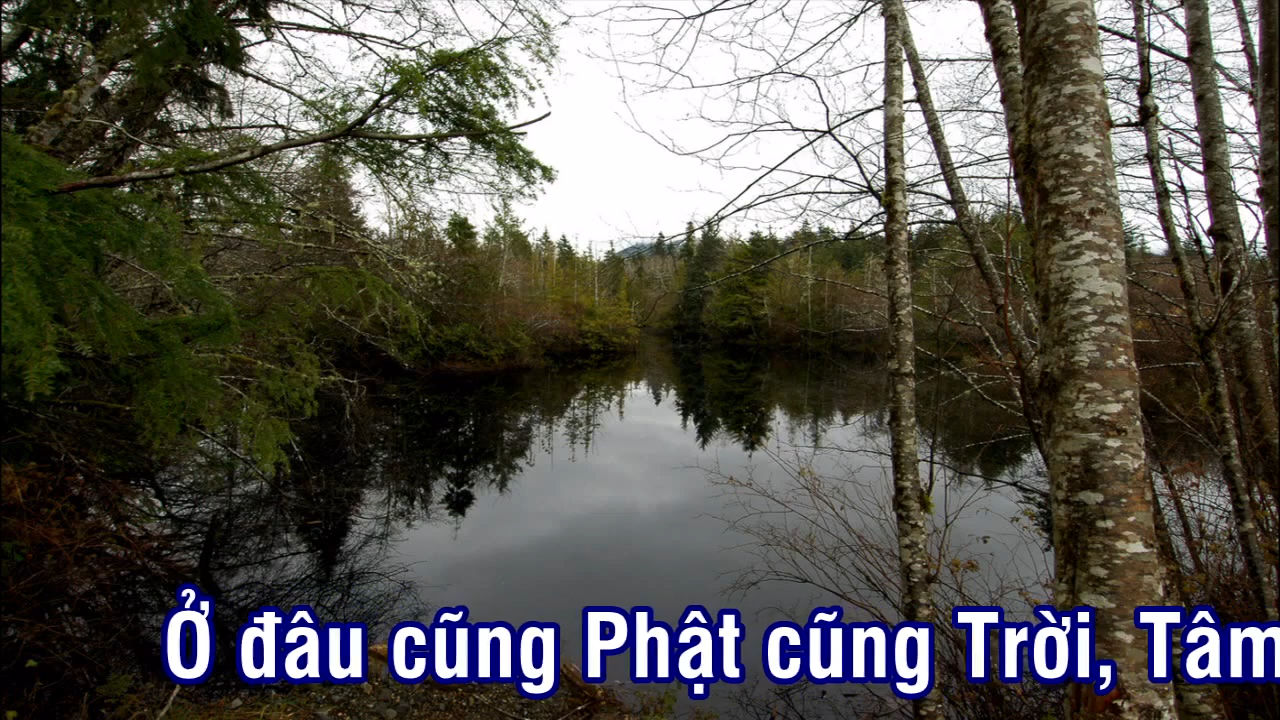 Ở đâu cũng Phật cũng Trời, Tâm